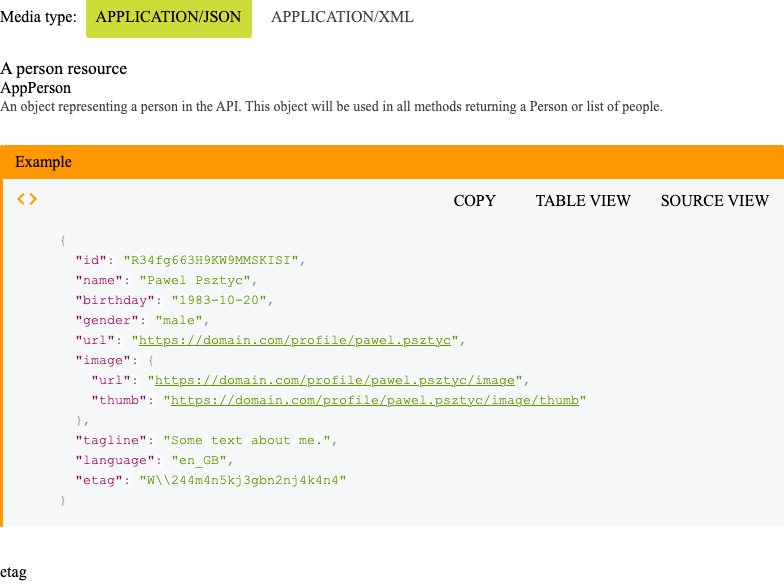 Media type: APPLICATION/JSON APPLICATION/XML
A person resource
AppPerson
An object representing a person in the API. This object will be used in all methods returning a Person or list of people.
Example
<> COPY TABLE VIEW SOURCE VIEW
{
"id": "R34fg663H9KW9MMSKISI",
"name": "Pawel Psztyc",
"birthday": "1983-10-20",
"gender": "male",
"url": "https://domain.com/profile/pawel.psztyc",
"image": {
"url": "https://domain.com/profile/pawel.psztyc/image",
"thumb": "https://domain.com/profile/pawel.psztyc/image/thumb"
},
"tagline": "Some text about me.",
"language": "en_GB",
"etag": "W\\244m4n5kj3gbn2nj4k4n4"
}
etag